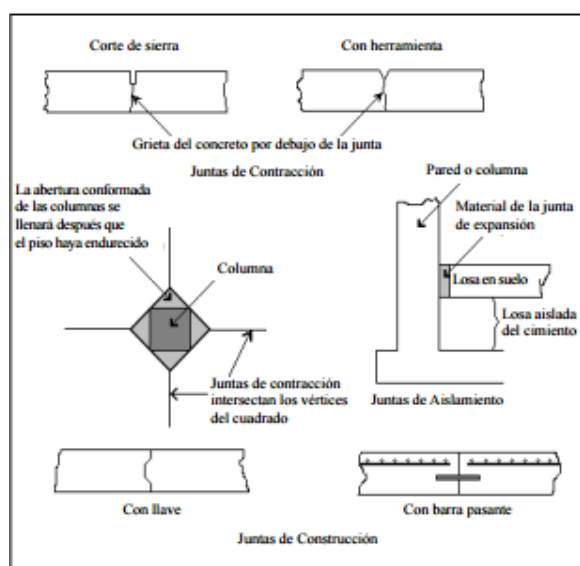 Corte de sierra
Con herramienta
Grieta del concreto por debajo de la junta
Juntas de Contracción
La abertura conformada
de las columnas se
llenará después que
el piso haya endurecido
Columna
Juntas de contracción
intersectan los vértices
del cuadrado
Pared o columna
Material de la junta
de expansión
Losa en suelo
Losa aislada
del cimiento
Juntas de Aislamiento
Con llave
Con barra pasante
Juntas de Construcción